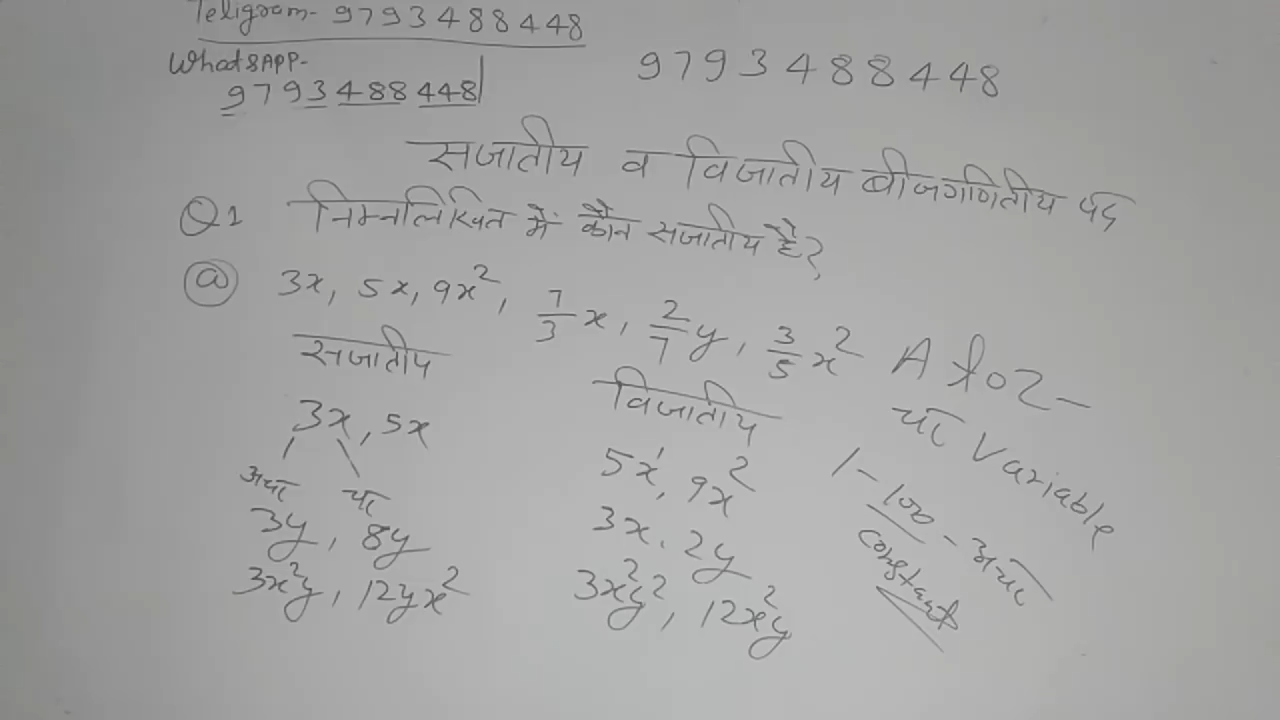 Teligram- 9793488448
WhatsAPP-
9793488448
9793488448
सजातीय व विजातीय बीजगणितीय पद
Q1 निम्नलिखित में कौन सजातीय है?
a 3x, 5x, 9x², 7/3 x, 2/7 y, 3/5 x²
A to Z -
चर Variable
सजातीय
3x, 5x
अचर चर
3y, 8y
3x²y, 12yx²
विजातीय
5x¹, 9x²
3x, 2y
3x²y², 12x²y
1 - 100 - अचर
constant